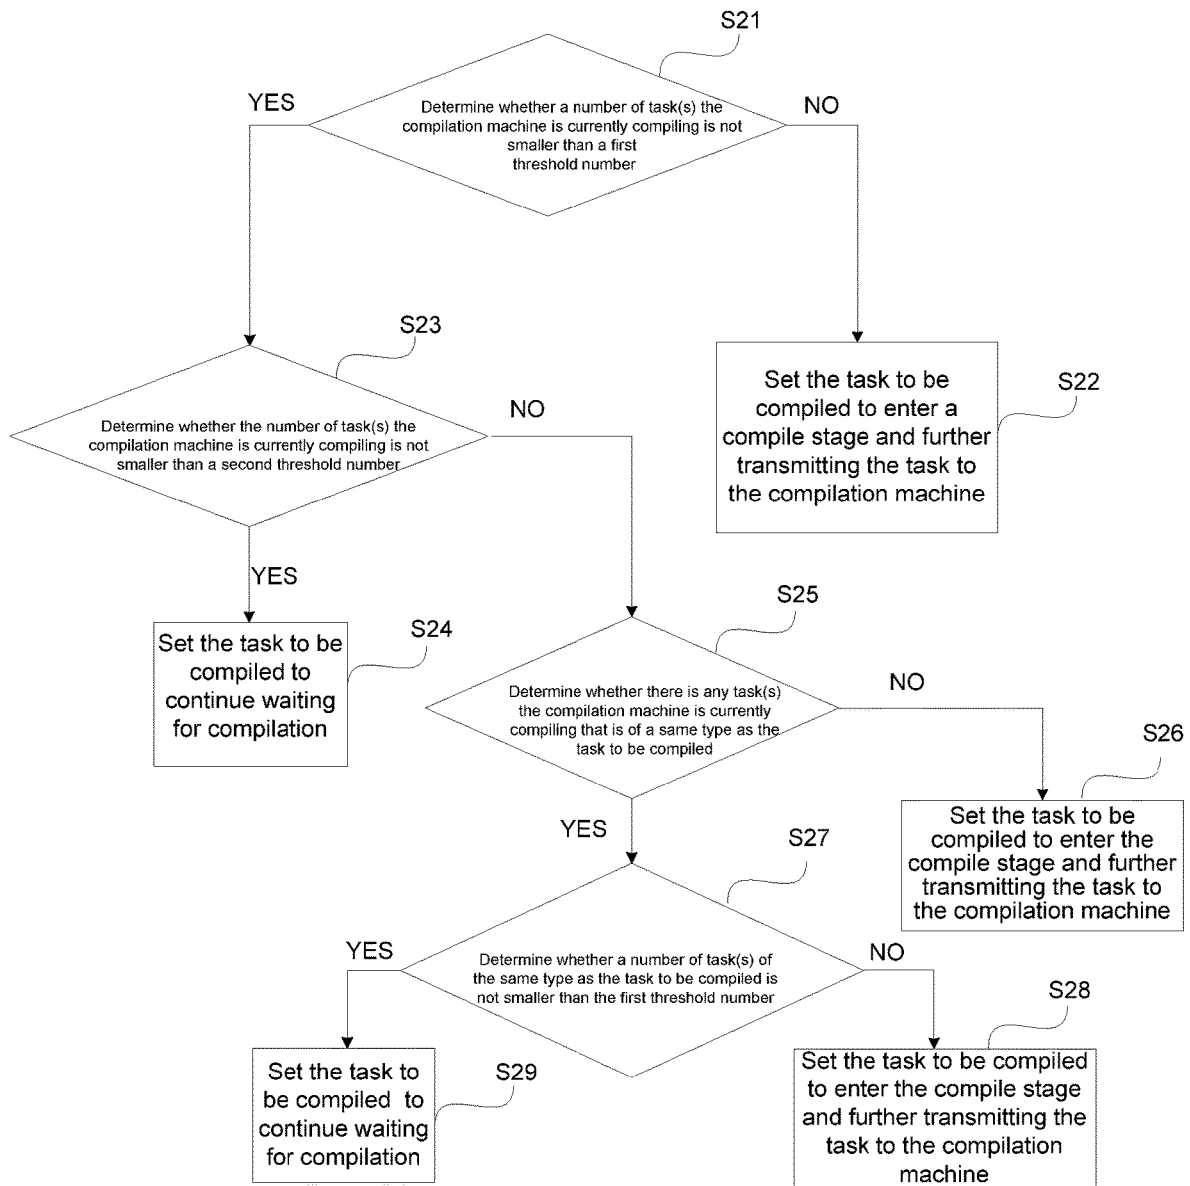 S21
YES
NO
Determine whether a number of task(s) the
compilation machine is currently compiling is not
smaller than a first
threshold number
S23
NO
Determine whether the number of task(s) the
compilation machine is currently compiling is not
smaller than a second threshold number
YES
S22
Set the task to be
compiled to enter a
compile stage and further
transmitting the task to
the compilation machine
S24
Set the task to be
compiled to
continue waiting
for compilation
S25
NO
Determine whether there is any task(s)
the compilation machine is currently
compiling that is of a same type as the
task to be compiled
YES
S26
Set the task to be
compiled to enter the
compile stage and further
transmitting the task to
the compilation machine
S27
YES
NO
Determine whether a number of task(s) of
the same type as the task to be compiled is
not smaller than the first threshold number
S29
Set the task to
be compiled to
continue waiting
for compilation
S28
Set the task to be compiled
to enter the compile stage
and further transmitting the
task to the compilation
machine